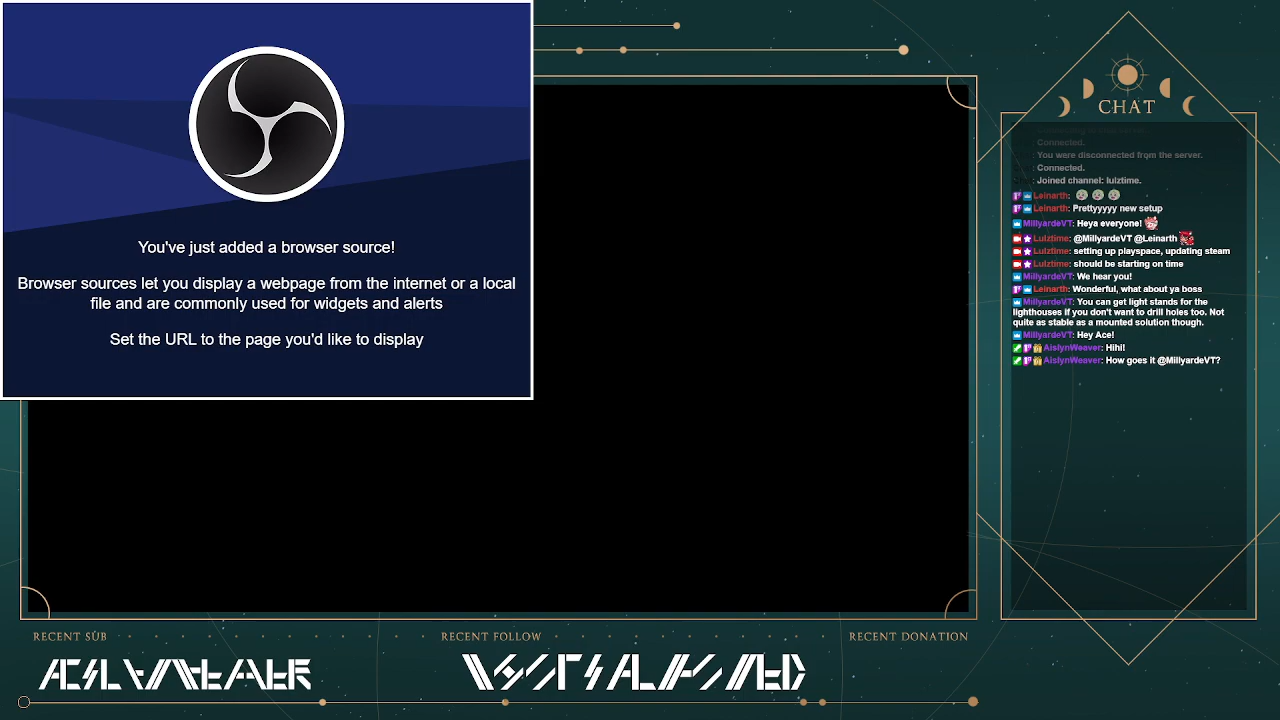 You've just added a browser source!
Browser sources let you display a webpage from the internet or a local
file and are commonly used for widgets and alerts
Set the URL to the page you'd like to display
CHAT
: Connected.
: You were disconnected from the server.
: Connected.
: Joined channel: lulztime.
Leinarth:
Leinarth: Prettyyyyy new setup
MillyardeVT: Heya everyone!
Lulztime: @MillyardeVT @Leinarth
Lulztime: setting up playspace, updating steam
Lulztime: should be starting on time
MillyardeVT: We hear you!
Leinarth: Wonderful, what about ya boss
MillyardeVT: You can get light stands for the
lighthouses if you don't want to drill holes too. Not
quite as stable as a mounted solution though.
MillyardeVT: Hey Ace!
AislynWeaver: Hihi!
AislynWeaver: How goes it @MillyardeVT?
RECENT SUB
RECENT FOLLOW
RECENT DONATION